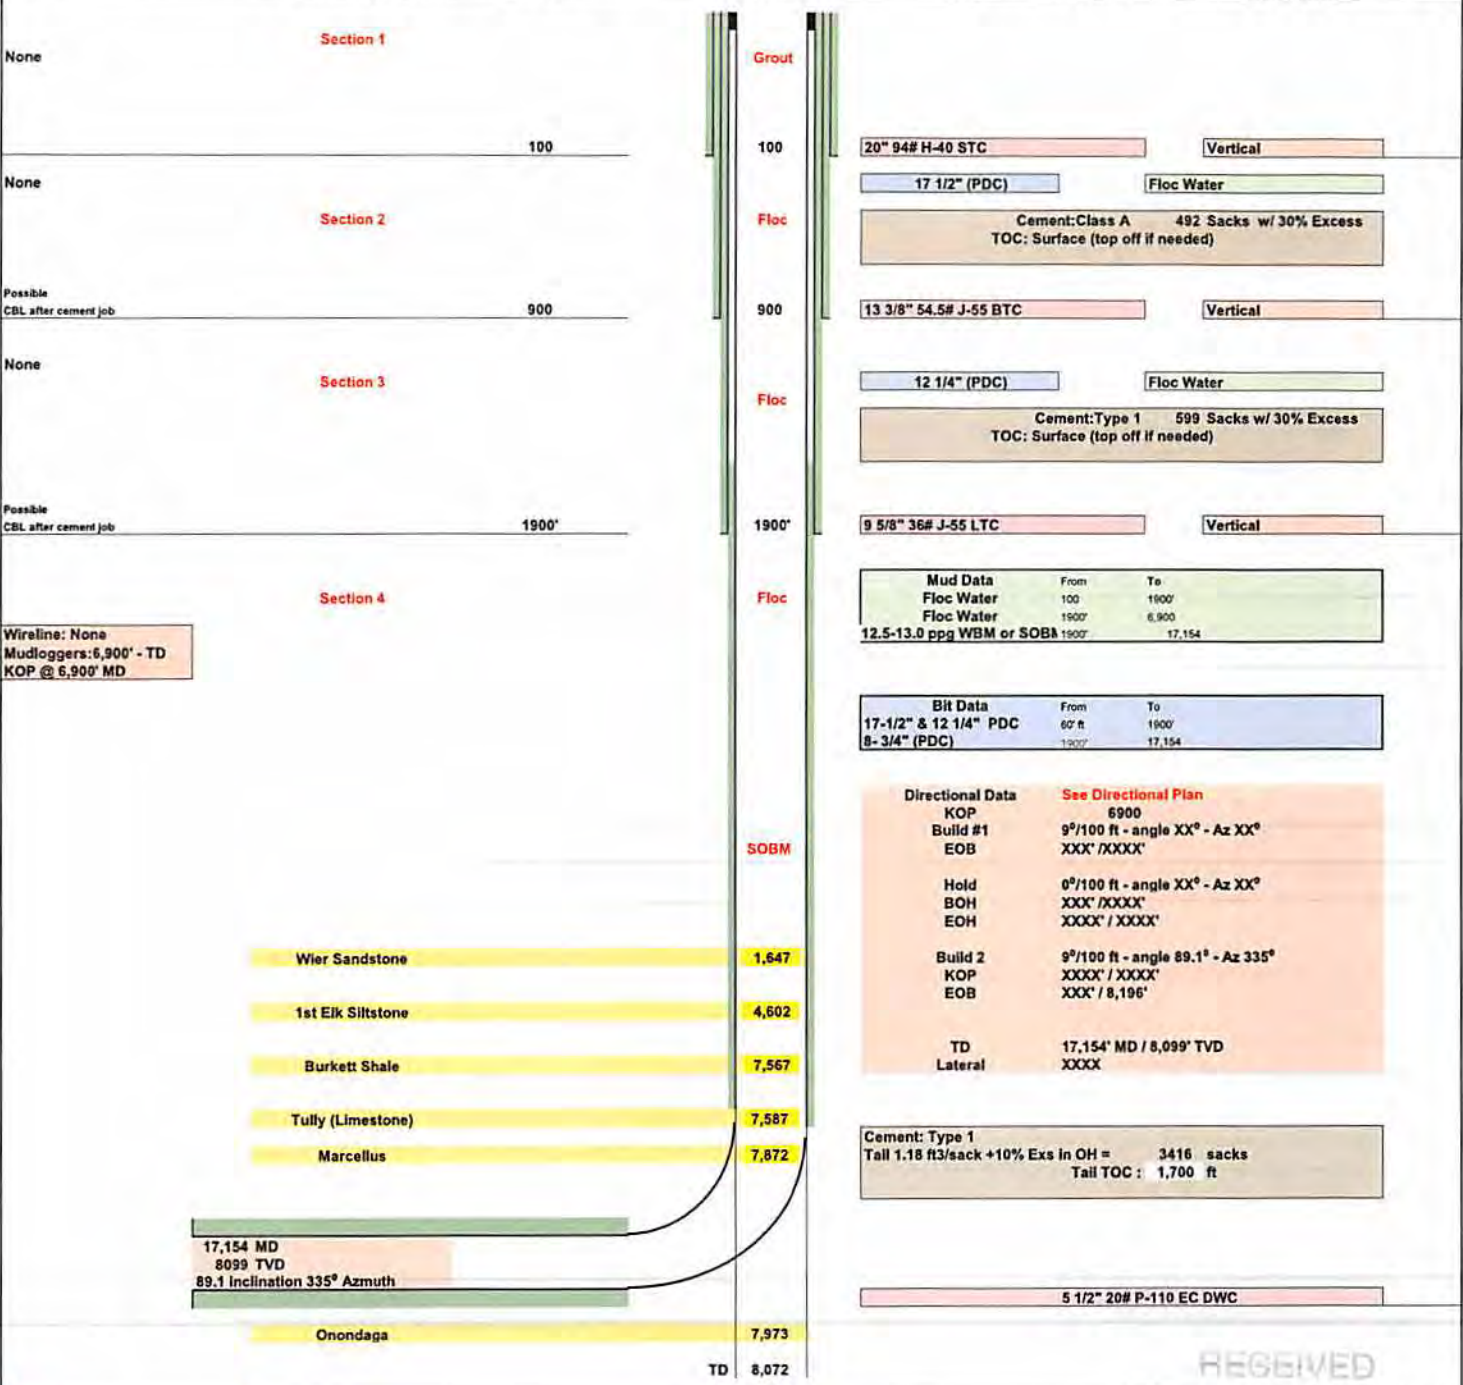 Section 1
None
Grout
100
100
20" 94# H-40 STC
Vertical
None
17 1/2" (PDC)
Floc Water
Section 2
Floc
Cement:Class A 492 Sacks w/ 30% Excess
TOC: Surface (top off if needed)
Possible
CBL after cement job
900
900
13 3/8" 54.5# J-55 BTC
Vertical
None
Section 3
12 1/4" (PDC)
Floc Water
Floc
Cement:Type 1 599 Sacks w/ 30% Excess
TOC: Surface (top off if needed)
Possible
CBL after cement job
1900'
1900'
9 5/8" 36# J-55 LTC
Vertical
Section 4
Floc
Mud Data From To
Floc Water 100 1900'
Floc Water 1900' 6,900
12.5-13.0 ppg WBM or SOBM 1900' 17,154
Wireline: None
Mudloggers:6,900' - TD
KOP @ 6,900' MD
Bit Data From To
17-1/2" & 12 1/4" PDC 60' ft 1900'
8- 3/4" (PDC) 1900' 17,154
Directional Data See Directional Plan
KOP 6900
Build #1 9º/100 ft - angle XXº - Az XXº
EOB XXX' /XXXX'
SOBM
Hold 0º/100 ft - angle XXº - Az XXº
BOH XXX' /XXXX'
EOH XXXX' / XXXX'
Build 2 9º/100 ft - angle 89.1º - Az 335º
KOP XXXX' / XXXX'
EOB XXX' / 8,196'
TD 17,154' MD / 8,099' TVD
Lateral XXXX
Wier Sandstone 1,647
1st Elk Siltstone 4,602
Burkett Shale 7,567
Tully (Limestone) 7,587
Marcellus 7,872
Cement: Type 1
Tail 1.18 ft3/sack +10% Exs in OH = 3416 sacks
Tail TOC : 1,700 ft
17,154 MD
8099 TVD
89.1 Inclination 335º Azmuth
5 1/2" 20# P-110 EC DWC
Onondaga 7,973
TD 8,072
RECEIVED